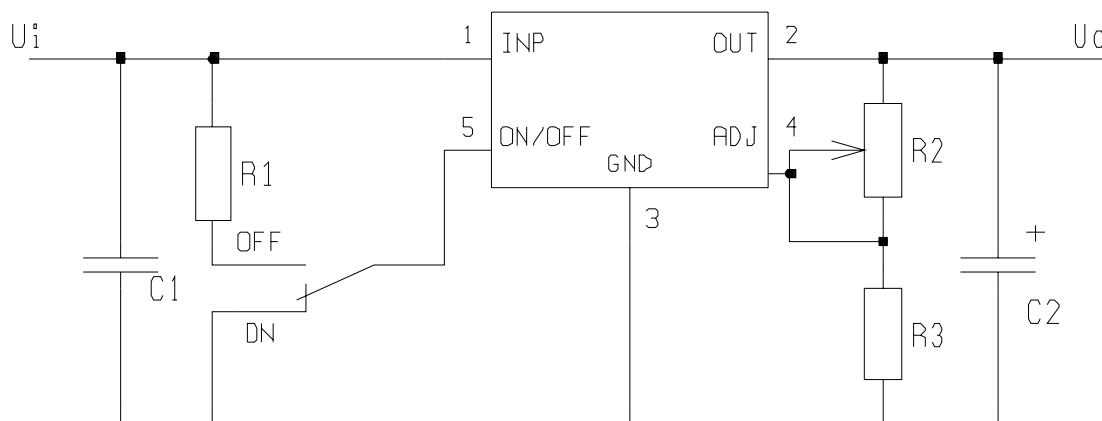 Ui
1
INP
OUT
2
Uo
5
ON/OFF
ADJ
4
GND
R1
R2
3
OFF
+
C1
ON
C2
R3